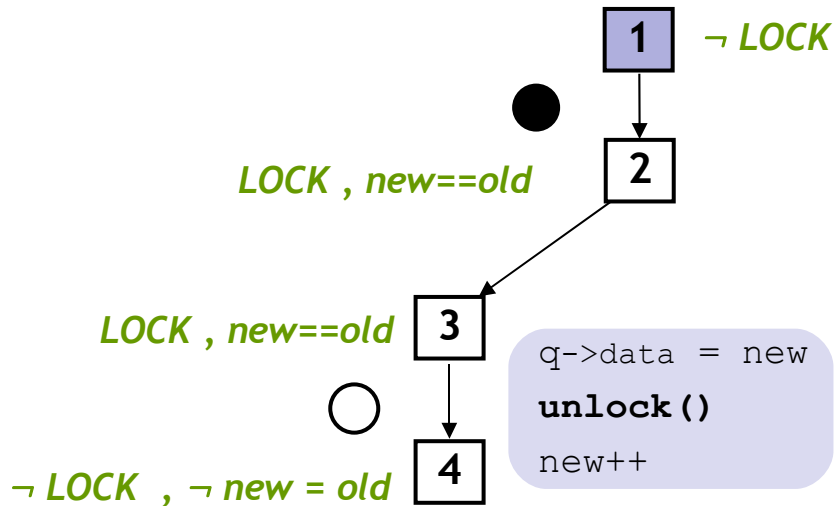 1 ¬ LOCK
LOCK , new==old 2
LOCK , new==old 3
q->data = new
unlock()
new++
¬ LOCK , ¬ new = old 4